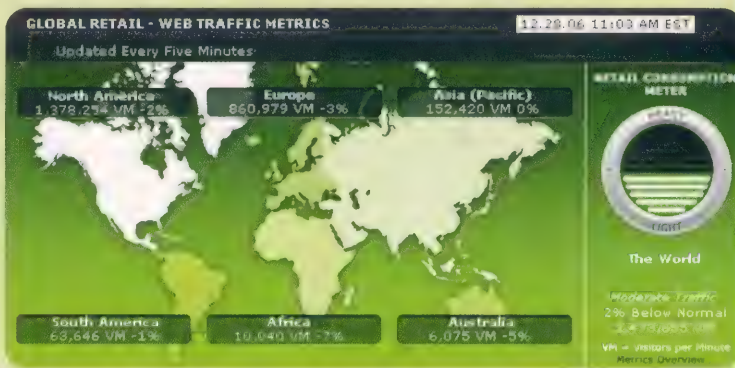 GLOBAL RETAIL - WEB TRAFFIC METRICS
12.28.06 11:03 AM EST
Updated Every Five Minutes
North America
1,378,254 VM -2%
Europe
860,979 VM -3%
Asia (Pacific)
152,420 VM 0%
RETAIL CONSUMPTION
METER
HEAVY
LIGHT
The World
South America
63,646 VM -1%
Africa
10,040 VM -7%
Australia
6,075 VM -5%
Moderate Traffic
2% Below Normal
VM
VM = Visitors per Minute
Metrics Overview